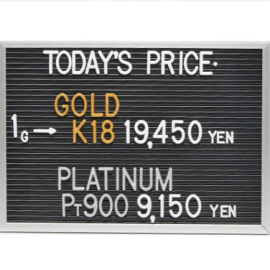 TODAY'S PRICE·
GOLD
1G→ K18 19,450 YEN
PLATINUM
PT900 9,150 YEN